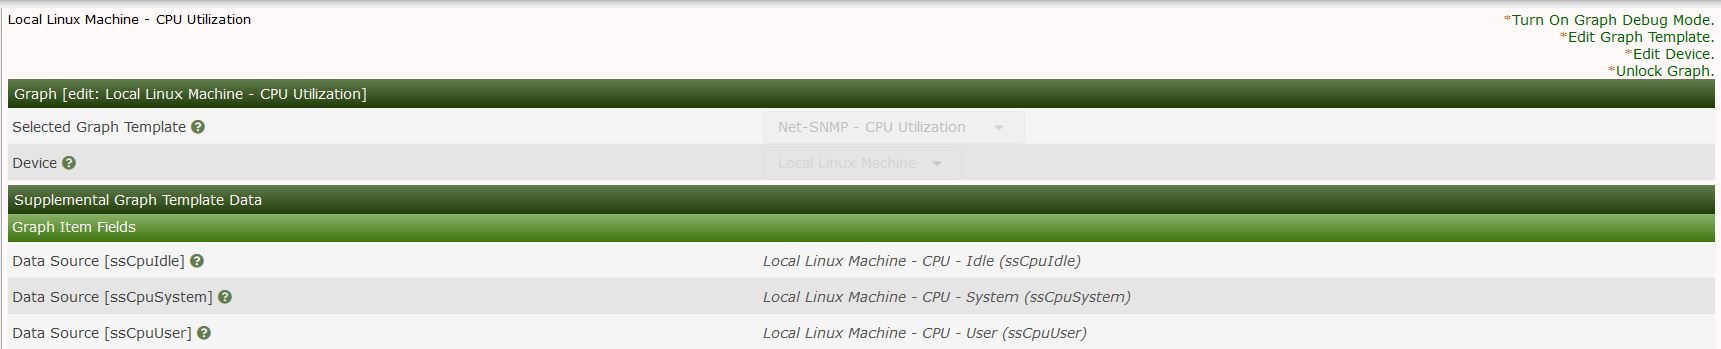 Local Linux Machine - CPU Utilization
*Turn On Graph Debug Mode.
*Edit Graph Template.
*Edit Device.
*Unlock Graph.
Graph [edit: Local Linux Machine - CPU Utilization]
Selected Graph Template Net-SNMP - CPU Utilization
Device Local Linux Machine
Supplemental Graph Template Data
Graph Item Fields
Data Source [ssCpuIdle] Local Linux Machine - CPU - Idle (ssCpuIdle)
Data Source [ssCpuSystem] Local Linux Machine - CPU - System (ssCpuSystem)
Data Source [ssCpuUser] Local Linux Machine - CPU - User (ssCpuUser)